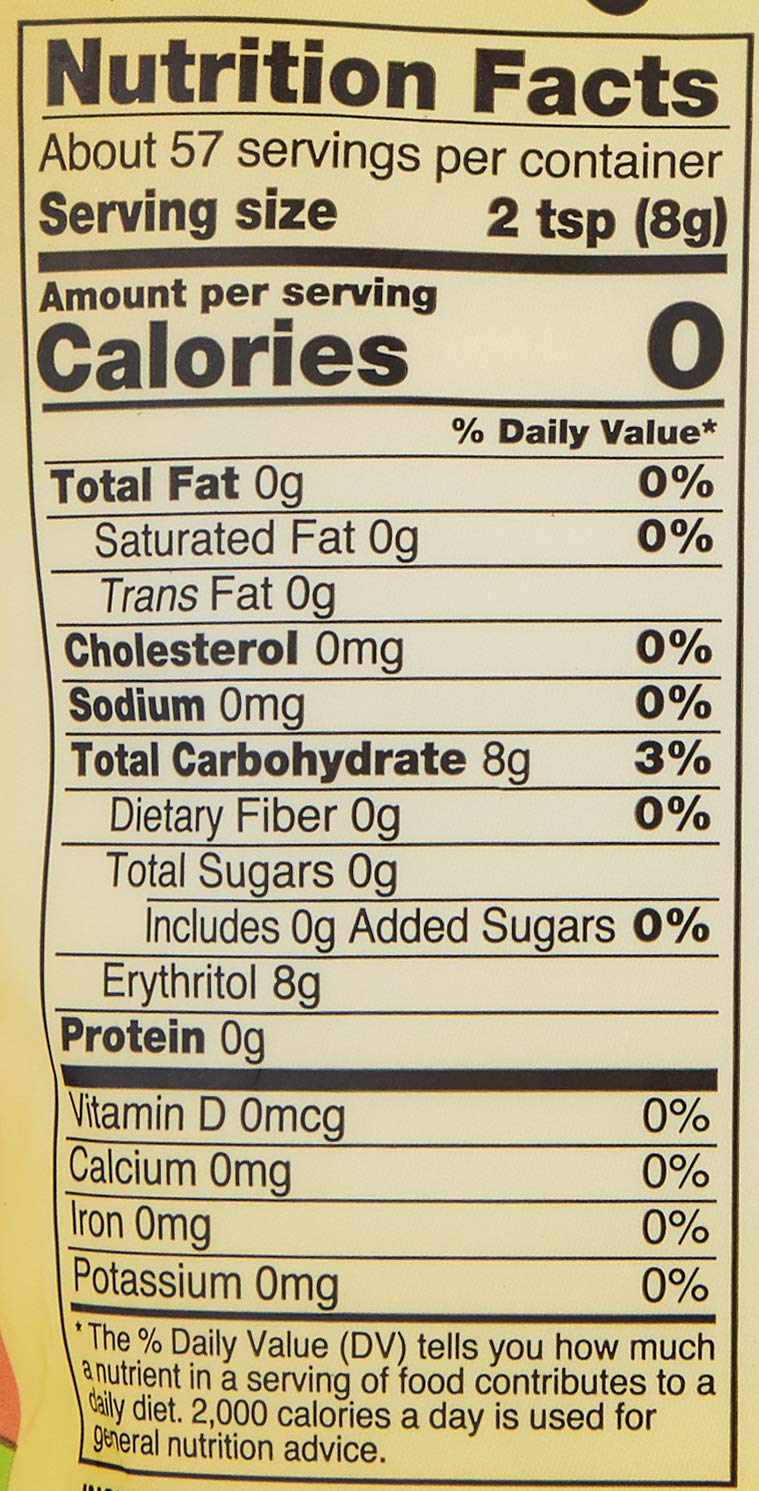 Nutrition Facts
About 57 servings per container
Serving size 2 tsp (8g)
Amount per serving
Calories 0
% Daily Value*
Total Fat 0g 0%
Saturated Fat 0g 0%
Trans Fat 0g
Cholesterol 0mg 0%
Sodium 0mg 0%
Total Carbohydrate 8g 3%
Dietary Fiber 0g 0%
Total Sugars 0g
Includes 0g Added Sugars 0%
Erythritol 8g
Protein 0g
Vitamin D 0mcg 0%
Calcium 0mg 0%
Iron 0mg 0%
Potassium 0mg 0%
* The % Daily Value (DV) tells you how much
a nutrient in a serving of food contributes to a
daily diet. 2,000 calories a day is used for
general nutrition advice.